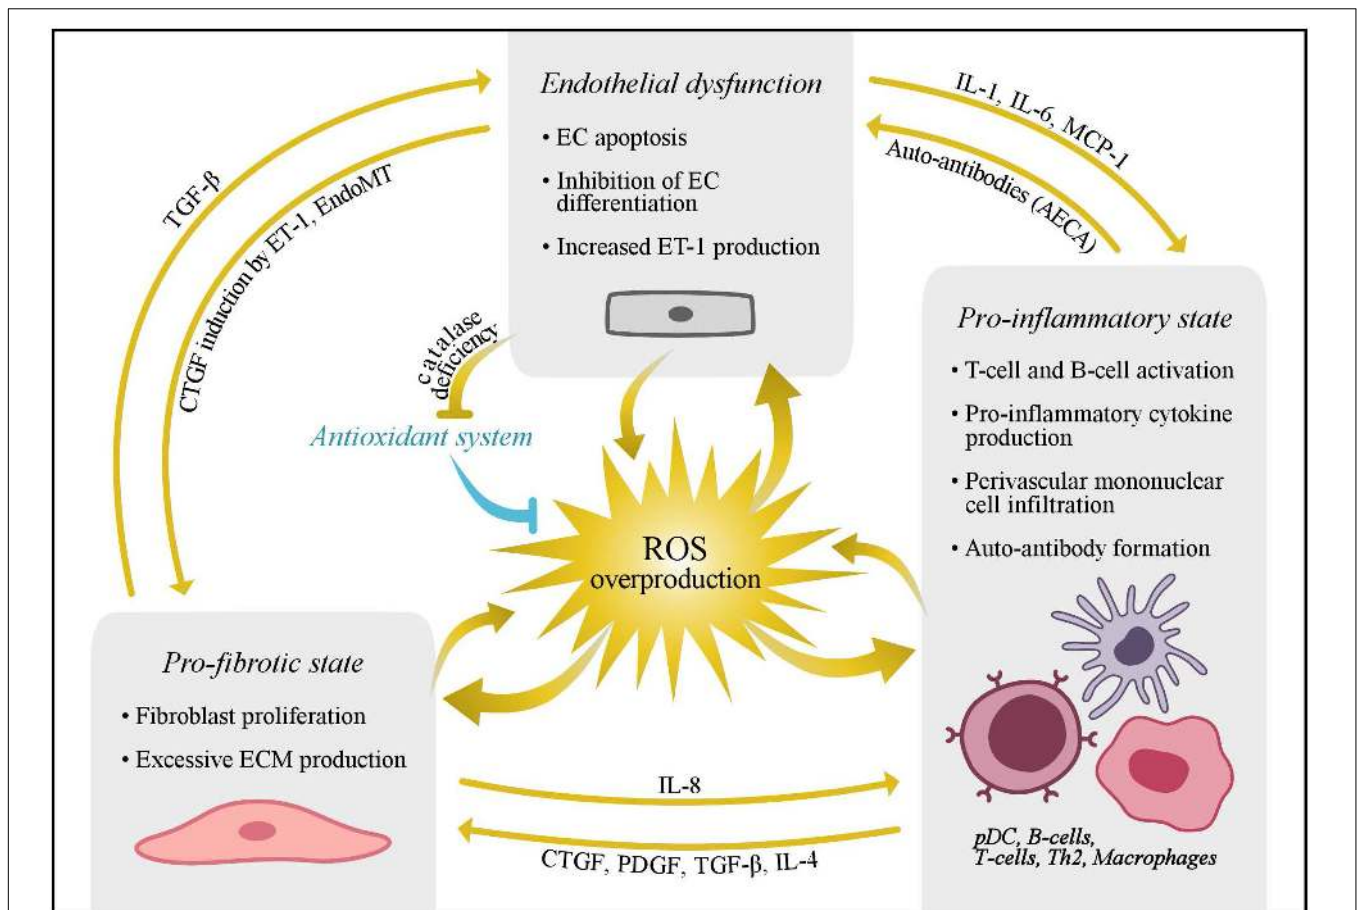 Endothelial dysfunction
• EC apoptosis
• Inhibition of EC
differentiation
• Increased ET-1 production
IL-1, IL-6, MCP-1
Auto-antibodies (AECA)
TGF-β
CTGF induction by ET-1, EndoMT
catalase
deficiency
Antioxidant system
ROS
overproduction
Pro-inflammatory state
• T-cell and B-cell activation
• Pro-inflammatory cytokine
production
• Perivascular mononuclear
cell infiltration
• Auto-antibody formation
pDC, B-cells,
T-cells, Th2, Macrophages
Pro-fibrotic state
• Fibroblast proliferation
• Excessive ECM production
IL-8
CTGF, PDGF, TGF-β, IL-4